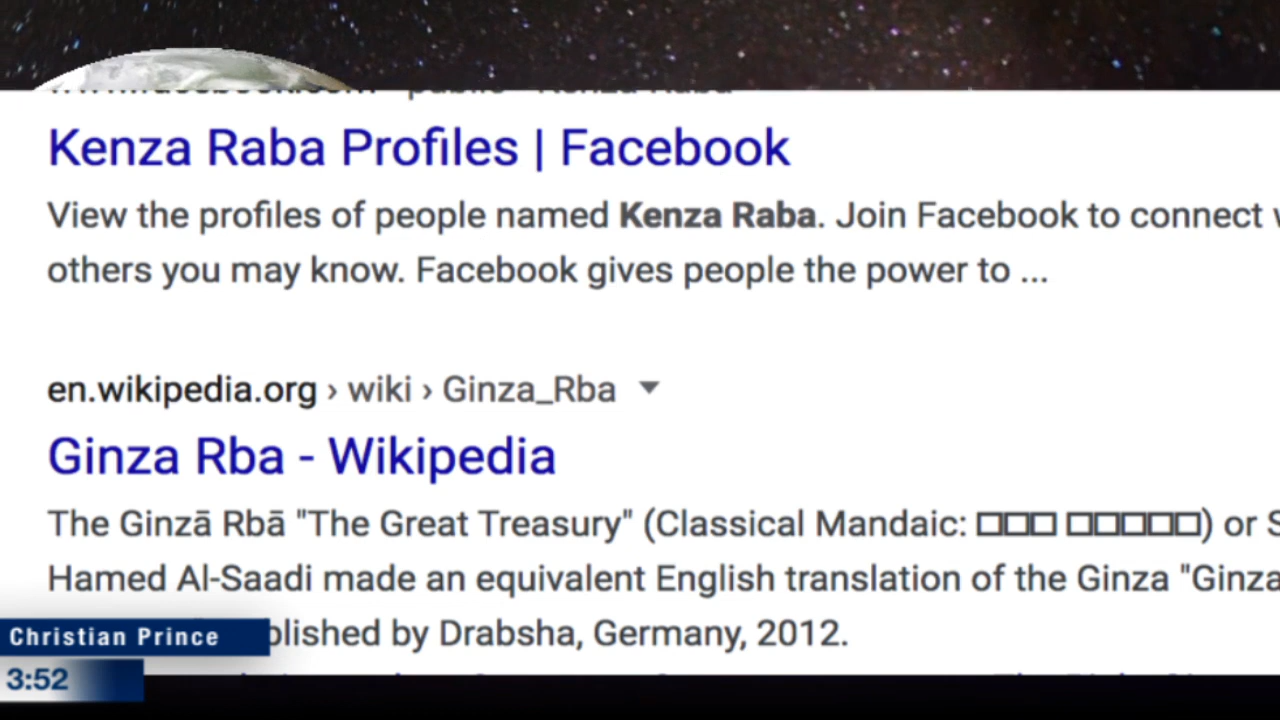 Kenza Raba Profiles | Facebook
View the profiles of people named Kenza Raba. Join Facebook to connect
others you may know. Facebook gives people the power to ...
en.wikipedia.org › wiki › Ginza_Rba
Ginza Rba - Wikipedia
The Ginzā Rbā "The Great Treasury" (Classical Mandaic: □□□ □□□□□) or
Hamed Al-Saadi made an equivalent English translation of the Ginza "Ginza
Christian Prince
by Drabsha, Germany, 2012.
3:52